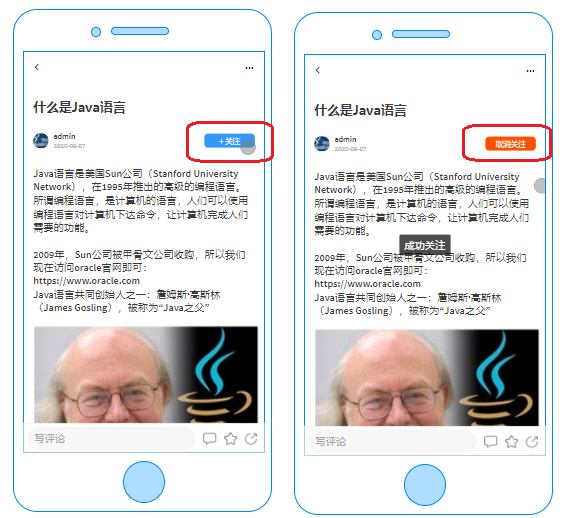 什么是Java语言
admin
2020-09-07
+ 关注
Java语言是美国Sun公司（Stanford University
Network），在1995年推出的高级的编程语言。
所谓编程语言，是计算机的语言，人们可以使用
编程语言对计算机下达命令，让计算机完成人们
需要的功能。
2009年，Sun公司被甲骨文公司收购，所以我们
现在访问oracle官网即可：
https://www.oracle.com
Java语言共同创始人之一：詹姆斯·高斯林
（James Gosling），被称为“Java之父”
写评论
什么是Java语言
admin
2020-09-07
取消关注
Java语言是美国Sun公司（Stanford University
Network），在1995年推出的高级的编程语言。
所谓编程语言，是计算机的语言，人们可以使用
编程语言对计算机下达命令，让计算机完成人们
需要的功能。
成功关注
2009年，Sun公司被甲骨文公司收购，所以我们
现在访问oracle官网即可：
https://www.oracle.com
Java语言共同创始人之一：詹姆斯·高斯林
（James Gosling），被称为“Java之父”
写评论